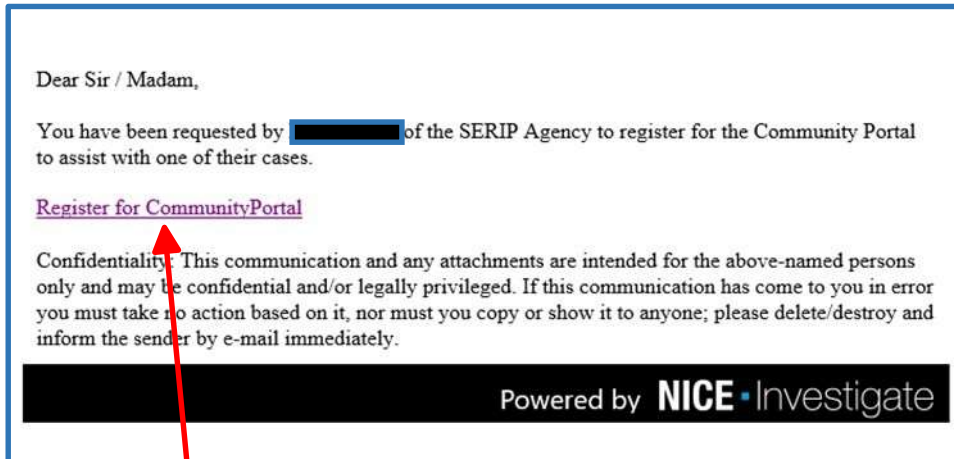 Dear Sir / Madam,
You have been requested by of the SERIP Agency to register for the Community Portal
to assist with one of their cases.
Register for CommunityPortal
Confidentiality: This communication and any attachments are intended for the above-named persons
only and may be confidential and/or legally privileged. If this communication has come to you in error
you must take no action based on it, nor must you copy or show it to anyone; please delete/destroy and
inform the sender by e-mail immediately.
Powered by NICE Investigate